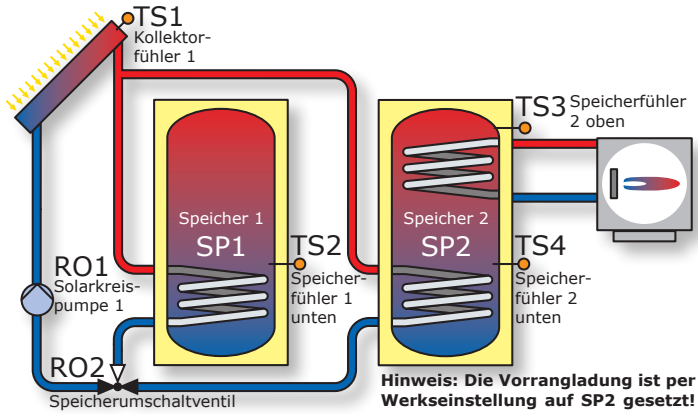 TS1
Kollektor-
fühler 1
TS3 Speicherfühler
2 oben
Speicher 1
SP1
TS2
Speicher-
fühler 1
unten
Speicher 2
SP2
TS4
Speicher-
fühler 2
unten
RO1
Solarkreis-
pumpe 1
RO2
Speicherumschaltventil
Hinweis: Die Vorrangladung ist per
Werkseinstellung auf SP2 gesetzt!